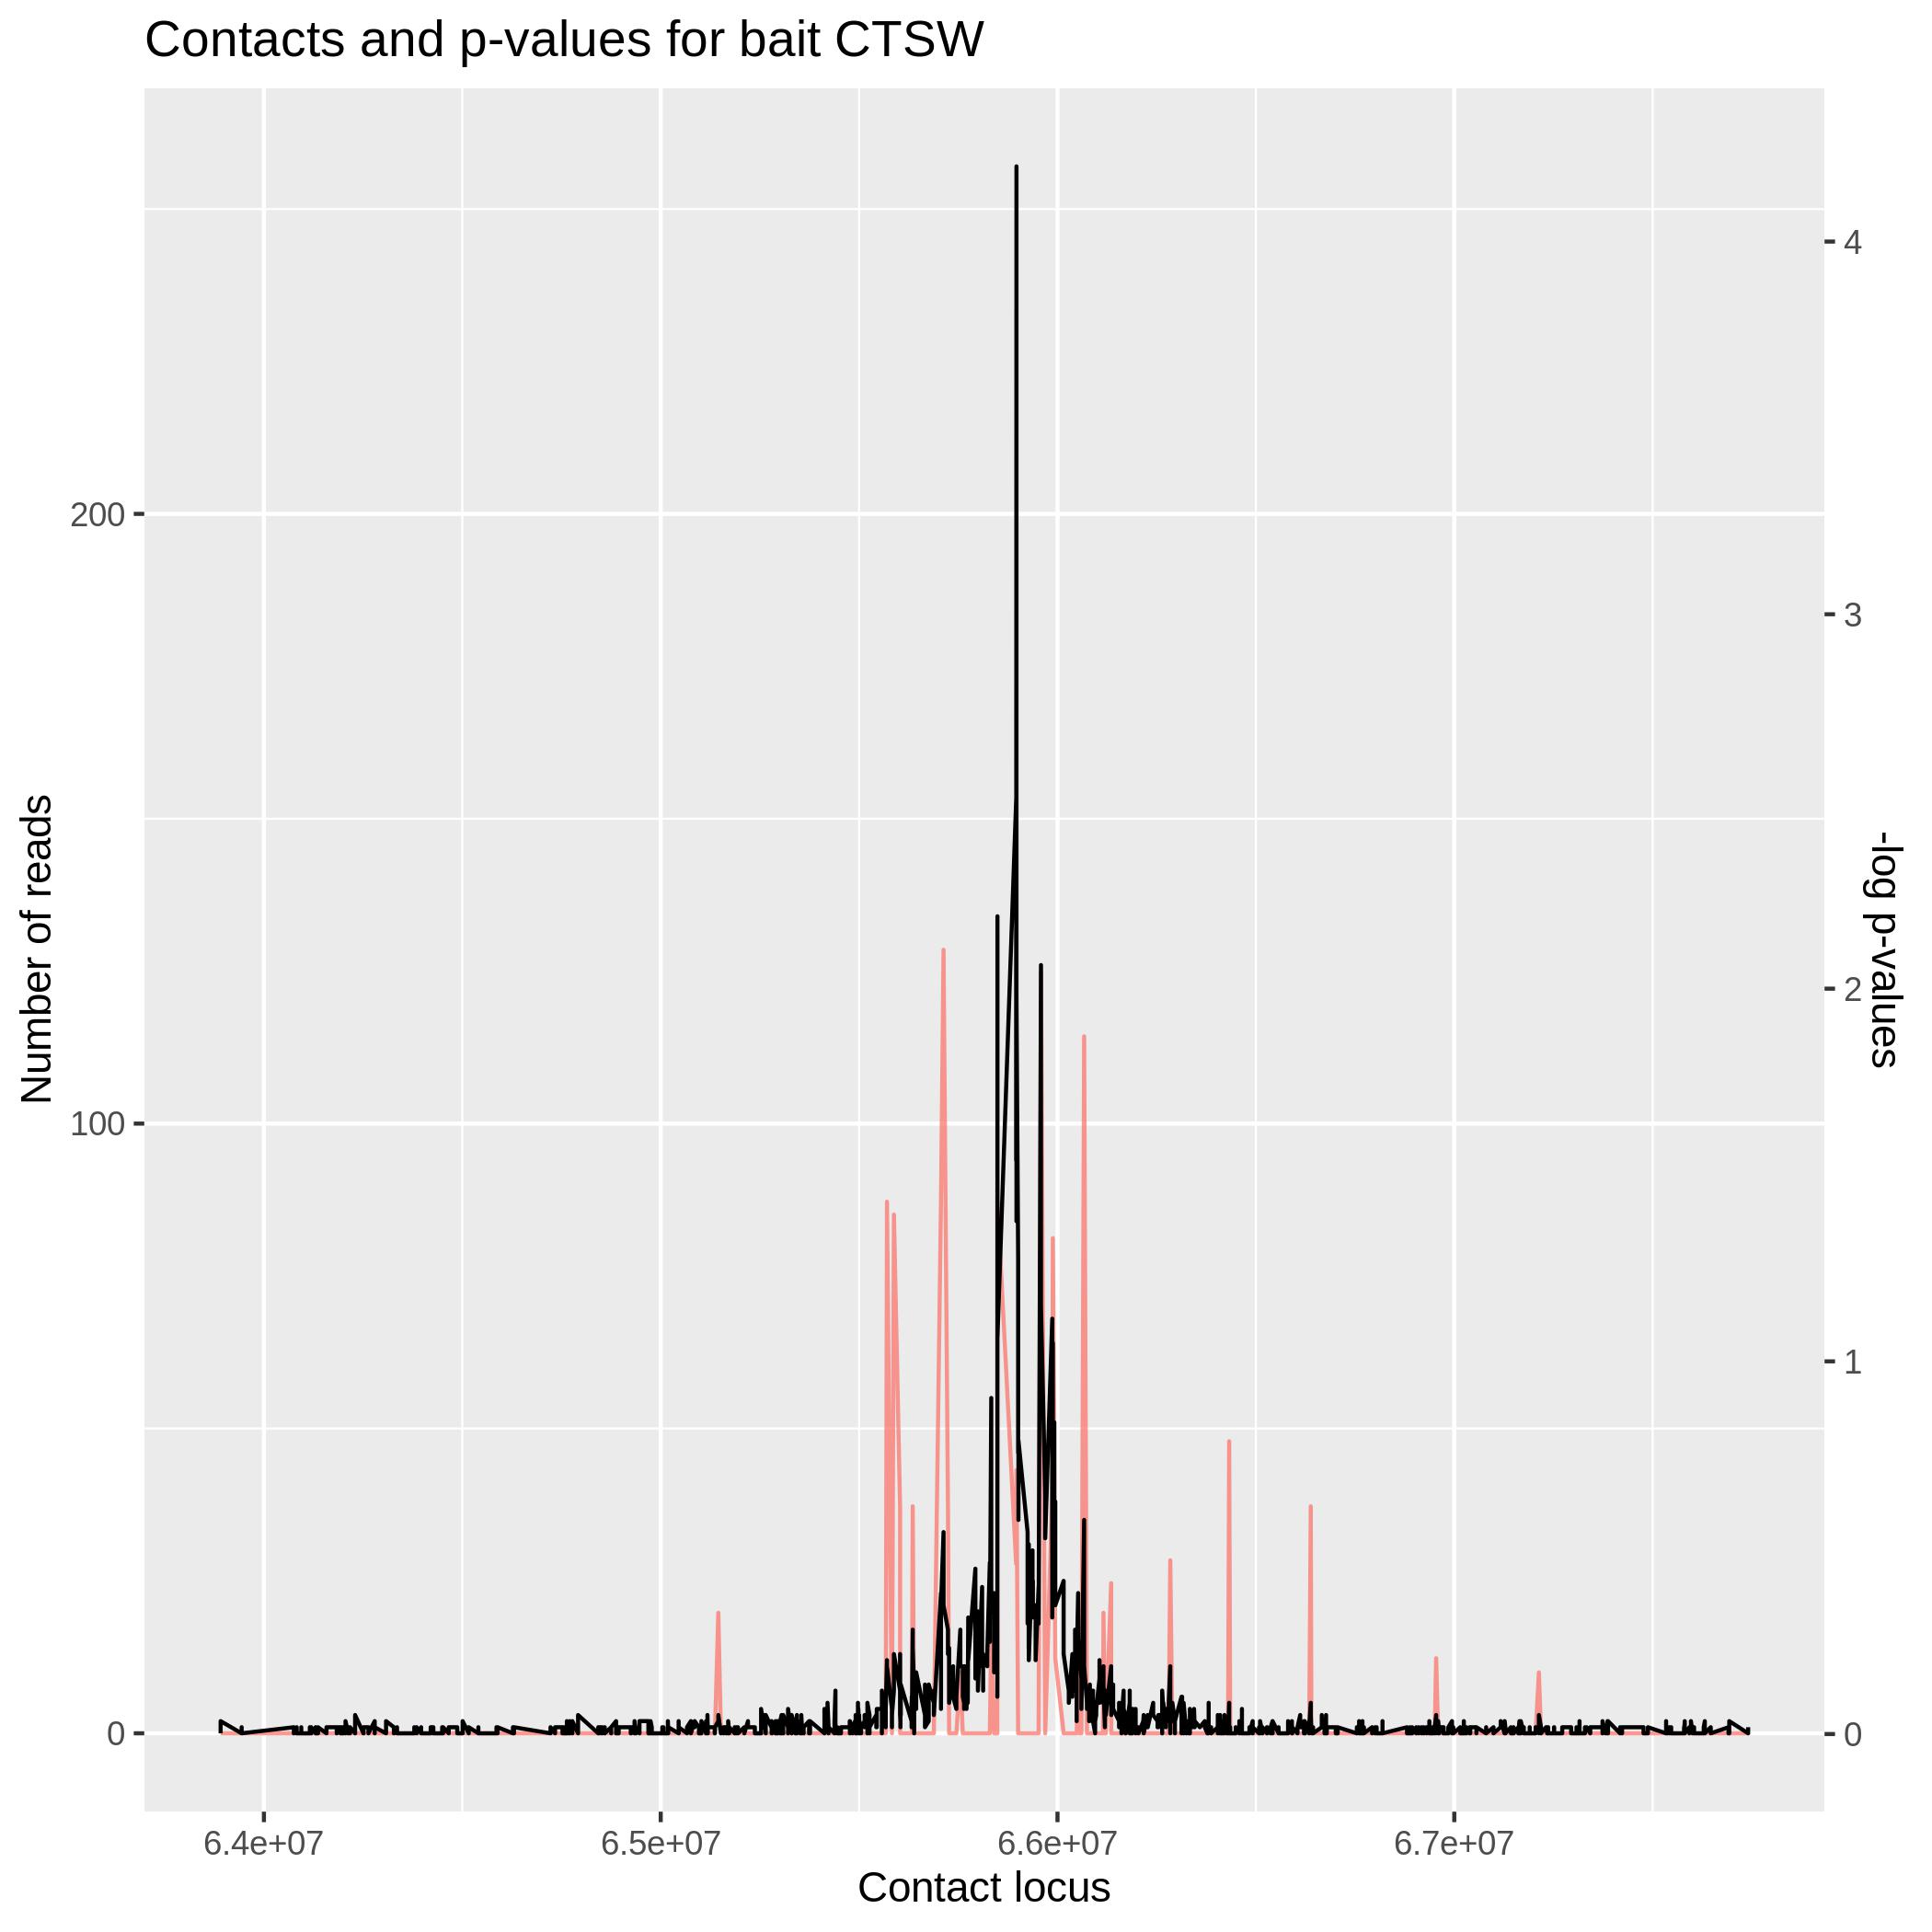 Contacts and p-values for bait CTSW
Number of reads
200
100
0
4
3
2
1
0
-log p-values
6.4e+07
6.5e+07
6.6e+07
6.7e+07
Contact locus